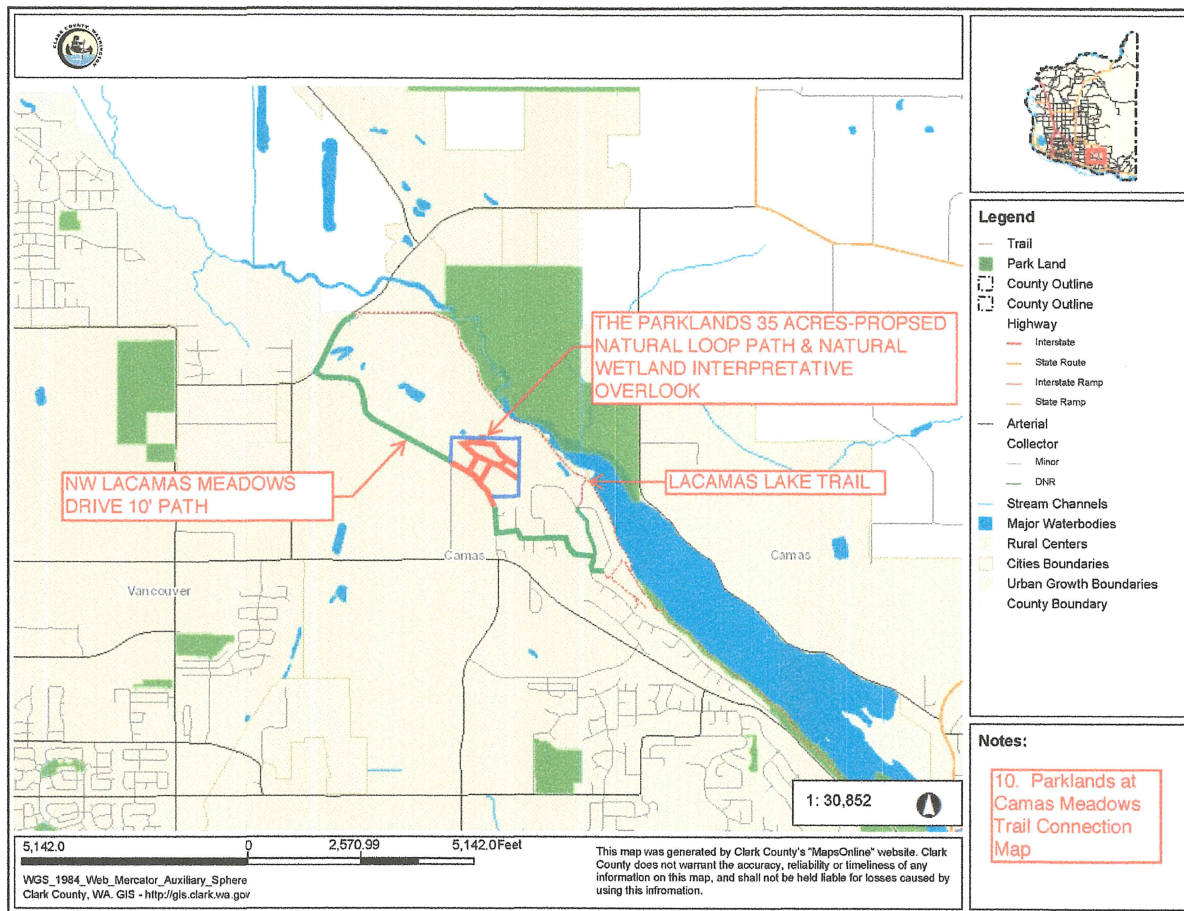 CLARK COUNTY, WASHINGTON
THE PARKLANDS 35 ACRES-PROPSED
NATURAL LOOP PATH & NATURAL
WETLAND INTERPRETATIVE
OVERLOOK
NW LACAMAS MEADOWS
DRIVE 10' PATH
LACAMAS LAKE TRAIL
Camas
Camas
Vancouver
1: 30,852
Legend
Trail
Park Land
County Outline
County Outline
Highway
Interstate
State Route
Interstate Ramp
State Ramp
Arterial
Collector
Minor
DNR
Stream Channels
Major Waterbodies
Rural Centers
Cities Boundaries
Urban Growth Boundaries
County Boundary
Notes:
10. Parklands at
Camas Meadows
Trail Connection
Map
5,142.0 0 2,570.99 5,142.0 Feet
WGS_1984_Web_Mercator_Auxiliary_Sphere
Clark County, WA. GIS - http://gis.clark.wa.gov
This map was generated by Clark County's "MapsOnline" website. Clark
County does not warrant the accuracy, reliability or timeliness of any
information on this map, and shall not be held liable for losses caused by
using this infromation.